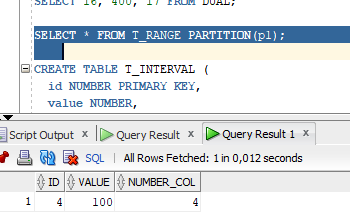 SELECT 16, 400, 17 FROM DUAL;
SELECT * FROM T_RANGE PARTITION(p1);
CREATE TABLE T_INTERVAL (
id NUMBER PRIMARY KEY,
value NUMBER,
Script Output × Query Result × Query Result 1 ×
SQL | All Rows Fetched: 1 in 0,012 seconds
ID VALUE NUMBER_COL
1 4 100 4